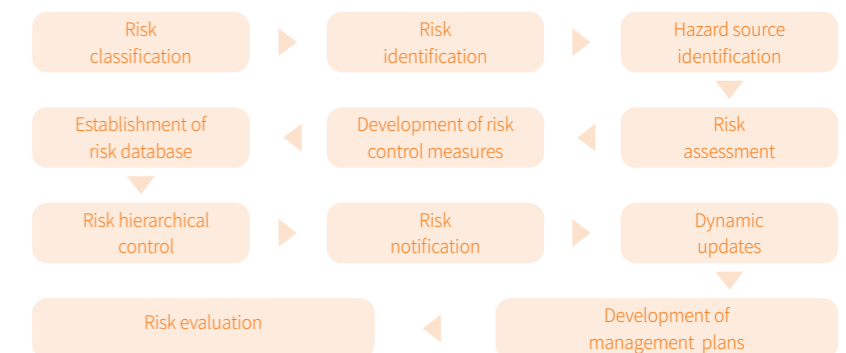 Risk
classification
Risk
identification
Hazard source
identification
Establishment of
risk database
Development of risk
control measures
Risk
assessment
Risk hierarchical
control
Risk
notification
Dynamic
updates
Risk evaluation
Development of
management plans